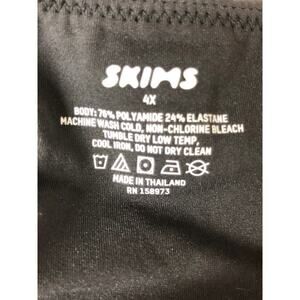 SKIMS
4X
BODY: 76% POLYAMIDE 24% ELASTANE
MACHINE WASH COLD, NON-CHLORINE BLEACH
TUMBLE DRY LOW TEMP,
COOL IRON, DO NOT DRY CLEAN
MADE IN THAILAND
RN 158973